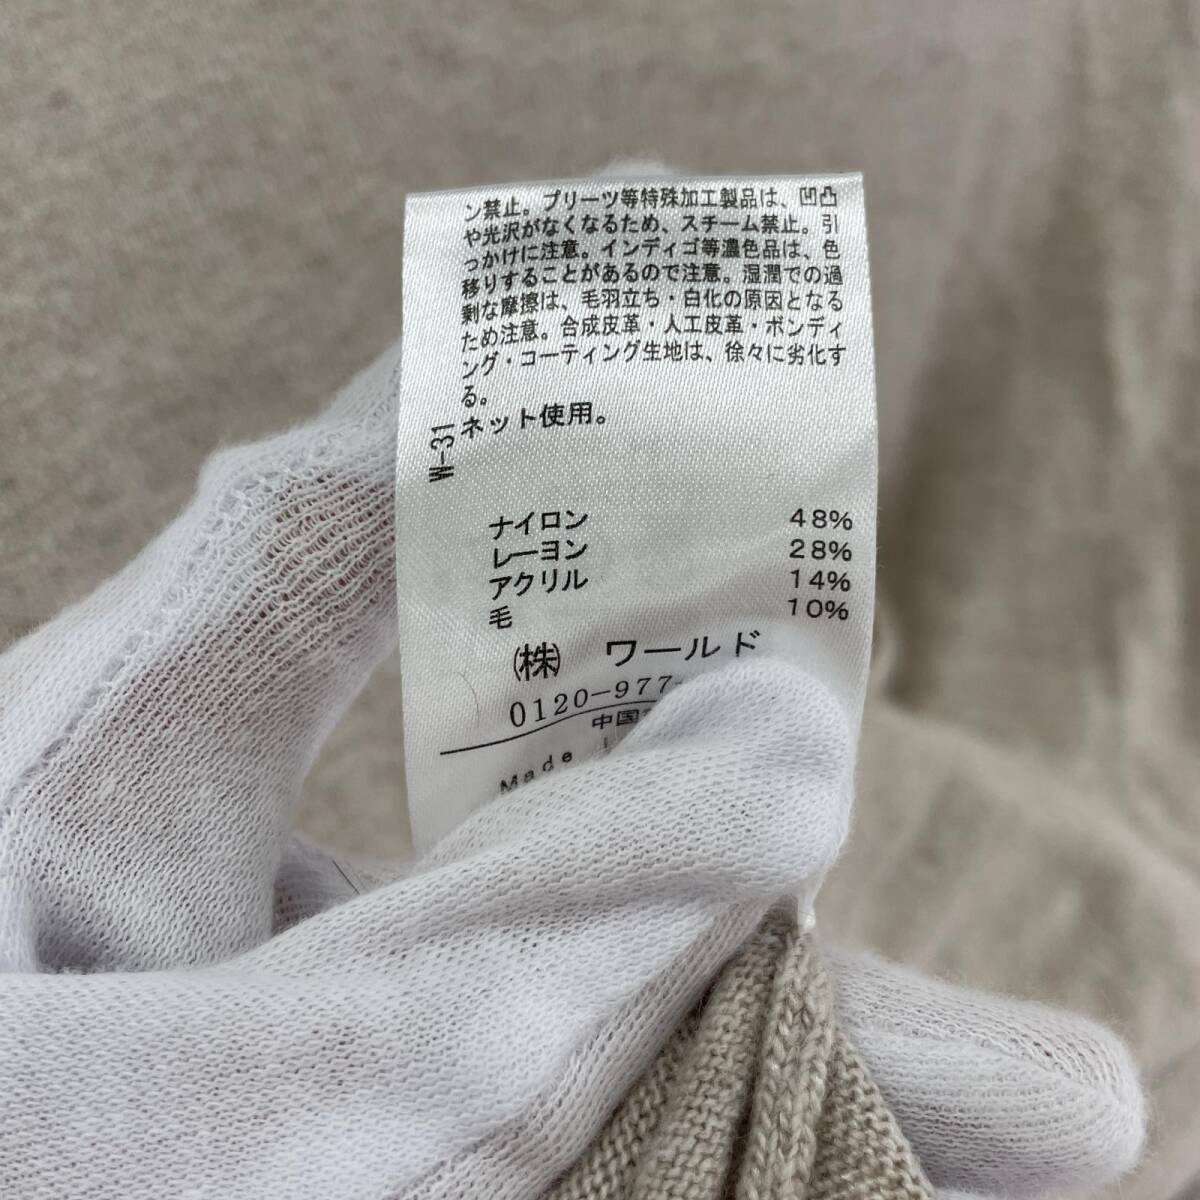 ン禁止。プリーツ等特殊加工製品は、凹凸
や光沢がなくなるため、スチーム禁止。引
っかけに注意。インディゴ等濃色品は、色
移りすることがあるので注意。湿潤での過
剰な摩擦は、毛羽立ち・白化の原因となる
ため注意。合成皮革・人工皮革・ボンディ
ング・コーティング生地は、徐々に劣化す
る。
ネット使用。
W-31
ナイロン 48%
レーヨン 28%
アクリル 14%
毛 10%
㈱ ワールド
0120-977-
中国
Made